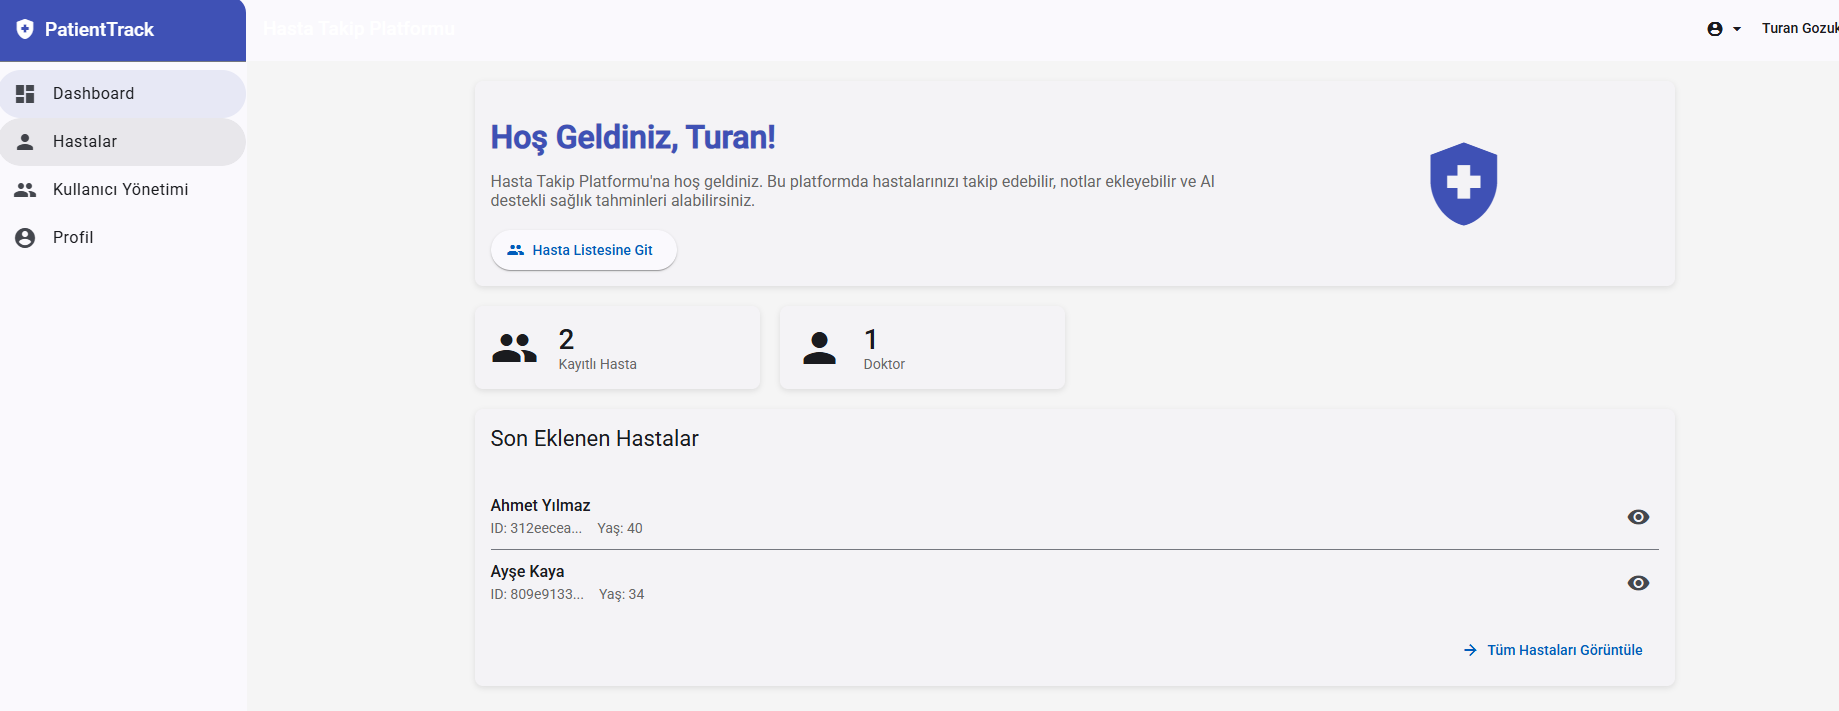 PatientTrack
Hasta Takip Platformu
Turan Gozuk
Dashboard
Hastalar
Kullanıcı Yönetimi
Profil
Hoş Geldiniz, Turan!
Hasta Takip Platformu'na hoş geldiniz. Bu platformda hastalarınızı takip edebilir, notlar ekleyebilir ve AI
destekli sağlık tahminleri alabilirsiniz.
Hasta Listesine Git
2
Kayıtlı Hasta
1
Doktor
Son Eklenen Hastalar
Ahmet Yılmaz
ID: 312eecea... Yaş: 40
Ayşe Kaya
ID: 809e9133... Yaş: 34
Tüm Hastaları Görüntüle